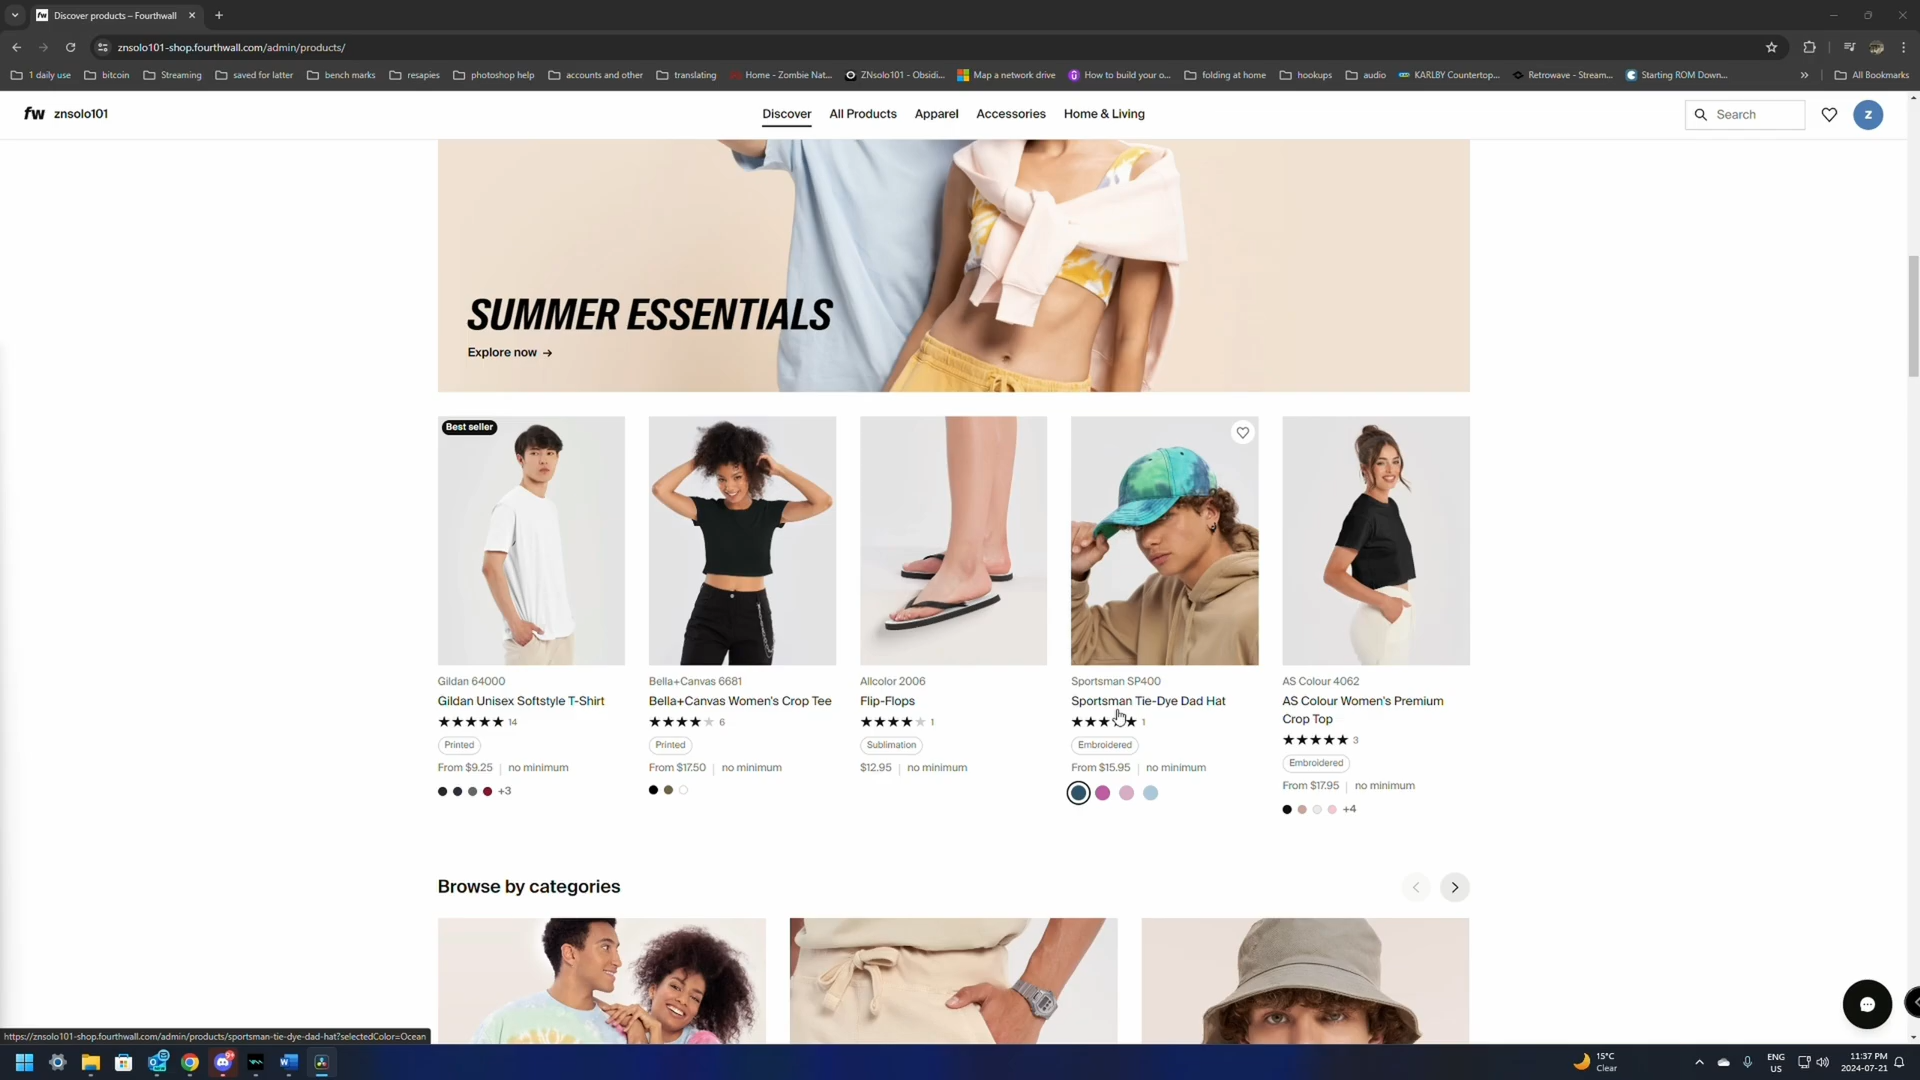 Discover products – Fourthwall
znsolo101-shop.fourthwall.com/admin/products/
1 daily use
bitcoin
Streaming
saved for latter
bench marks
resapies
photoshop help
accounts and other
translating
Home - Zombie Nat...
ZNsolo101 - Obsidi...
Map a network drive
How to build your o...
folding at home
hookups
audio
KARLBY Countertop...
Retrowave - Stream...
Starting ROM Down...
»
All Bookmarks
fw znsolo101
Discover
All Products
Apparel
Accessories
Home & Living
Search
Z
SUMMER ESSENTIALS
Explore now →
Best seller
Gildan 64000
Gildan Unisex Softstyle T-Shirt
★★★★★ 14
Printed
From $9.25 | no minimum
+3
Bella+Canvas 6681
Bella+Canvas Women's Crop Tee
★★★★★ 6
Printed
From $17.50 | no minimum
Allcolor 2006
Flip-Flops
★★★★★ 1
Sublimation
$12.95 | no minimum
Sportsman SP400
Sportsman Tie-Dye Dad Hat
★★★★★ 1
Embroidered
From $15.95 | no minimum
AS Colour 4062
AS Colour Women's Premium
Crop Top
★★★★★ 3
Embroidered
From $17.95 | no minimum
+4
Browse by categories
https://znsolo101-shop.fourthwall.com/admin/products/sportsman-tie-dye-dad-hat?selectedColor=Ocean
15°C
Clear
ENG
US
11:37 PM
2024-07-21